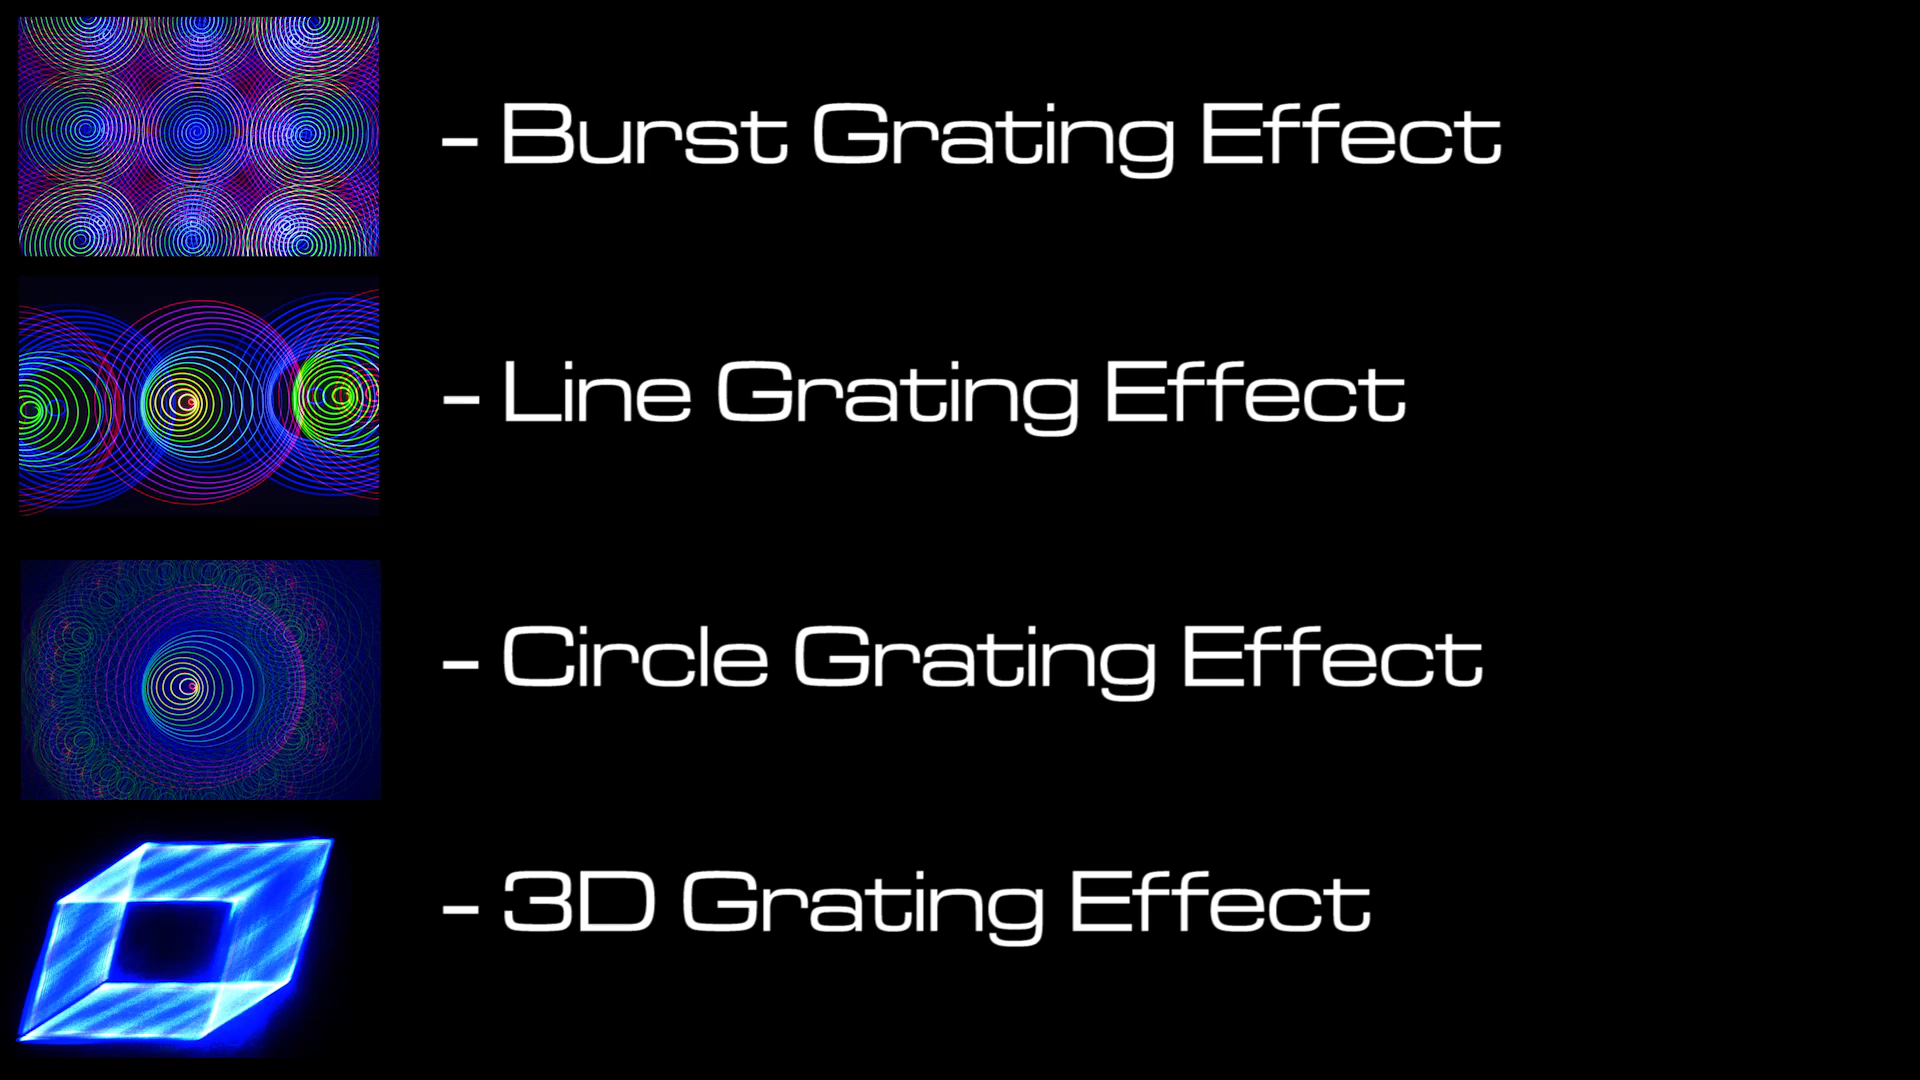 - Burst Grating Effect
- Line Grating Effect
- Circle Grating Effect
- 3D Grating Effect